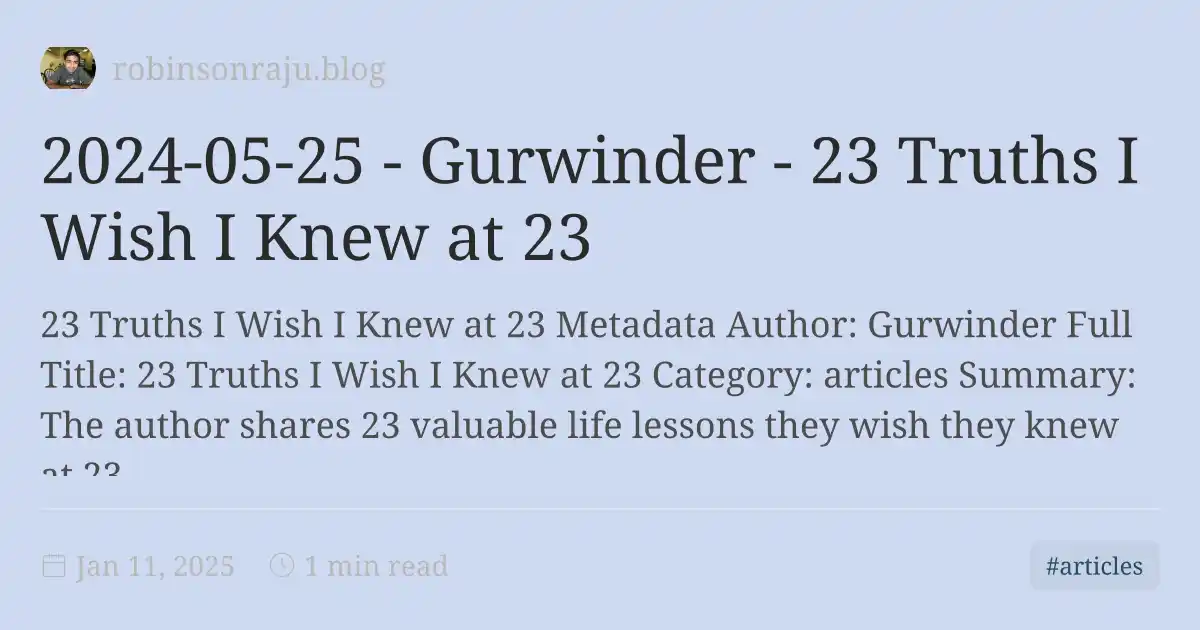 robinsonraju.blog
2024-05-25 - Gurwinder - 23 Truths I
Wish I Knew at 23
23 Truths I Wish I Knew at 23 Metadata Author: Gurwinder Full
Title: 23 Truths I Wish I Knew at 23 Category: articles Summary:
The author shares 23 valuable life lessons they wish they knew
at 23
Jan 11, 2025 1 min read
#articles